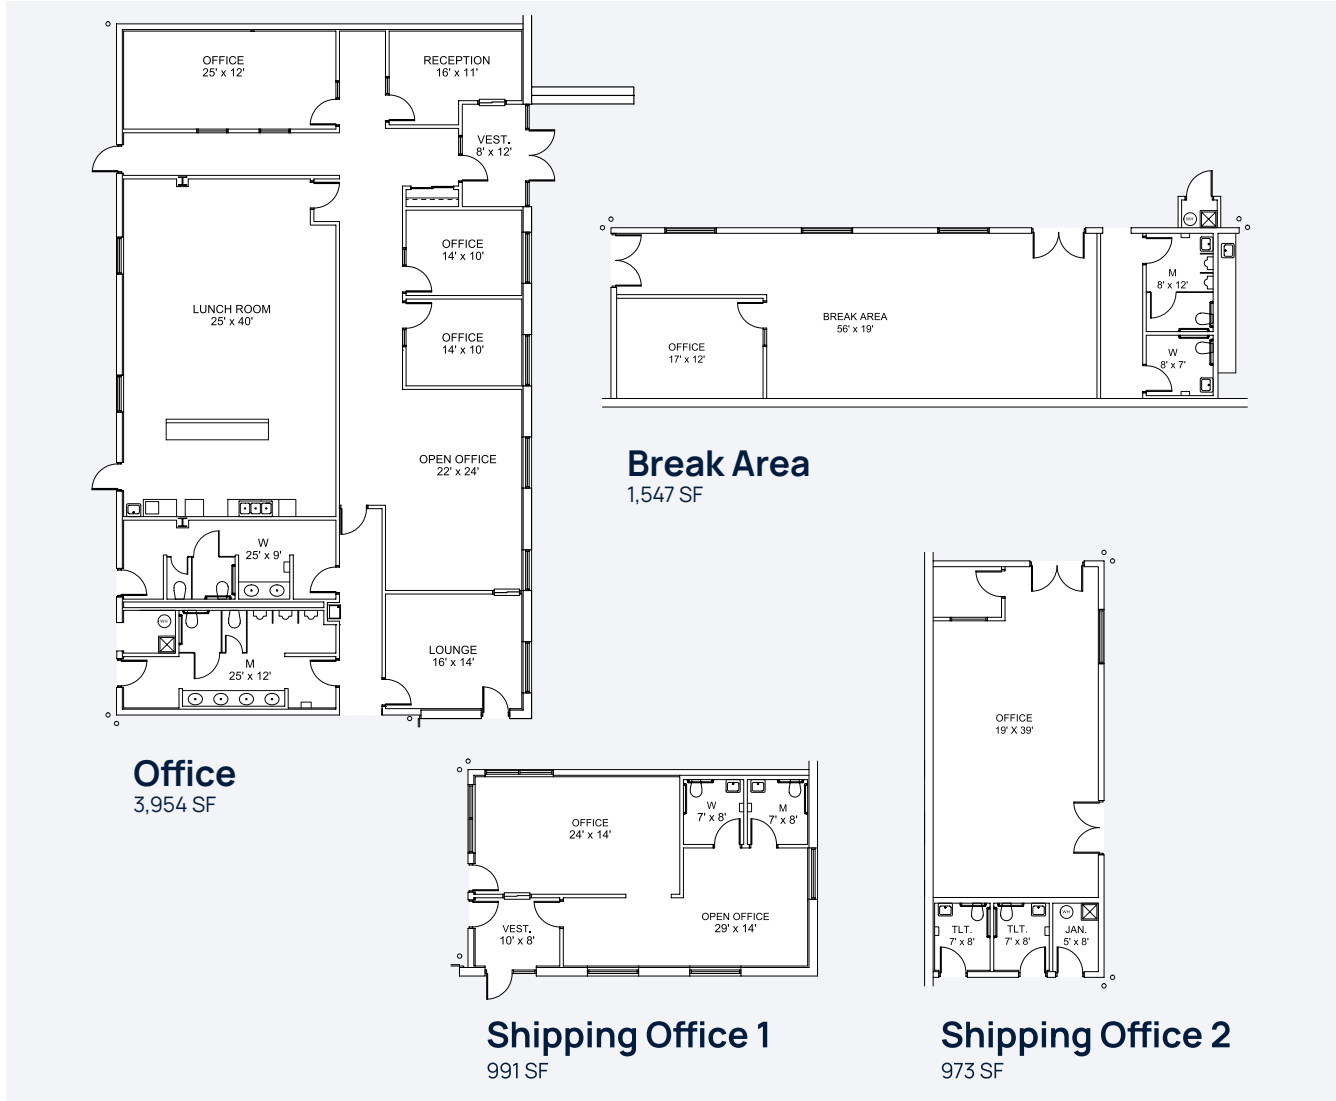 OFFICE
25' x 12'
RECEPTION
16' x 11'
VEST.
8' x 12'
OFFICE
14' x 10'
LUNCH ROOM
25' x 40'
OFFICE
14' x 10'
OPEN OFFICE
22' x 24'
W
25' x 9'
WH
LOUNGE
16' x 14'
M
25' x 12'
Office
3,954 SF
WH
M
8' x 12'
BREAK AREA
56' x 19'
OFFICE
17' x 12'
W
8' x 7'
Break Area
1,547 SF
OFFICE
24' x 14'
W
7' x 8'
M
7' x 8'
OPEN OFFICE
29' x 14'
VEST.
10' x 8'
Shipping Office 1
991 SF
OFFICE
19' X 39'
WH
TLT.
7' x 8'
TLT.
7' x 8'
JAN.
5' x 8'
Shipping Office 2
973 SF